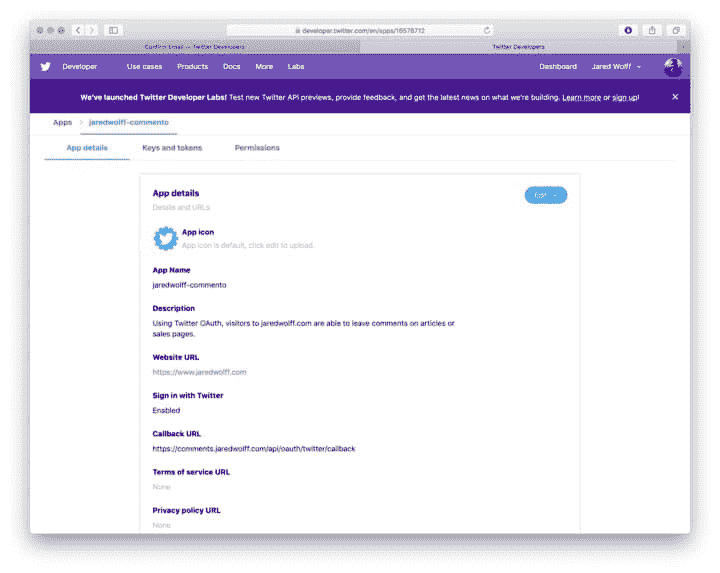 developer.twitter.com/en/apps/16578712
Confirm Email — Twitter Developers
Twitter Developers
Developer Use cases Products Docs More Labs Dashboard Jared Wolff
We've launched Twitter Developer Labs! Test new Twitter API previews, provide feedback, and get the latest news on what we're building. Learn more or sign up!
Apps > jaredwolff-commento
App details Keys and tokens Permissions
App details
Edit
Details and URLs
App icon
App icon is default, click edit to upload.
App Name
jaredwolff-commento
Description
Using Twitter OAuth, visitors to jaredwolff.com are able to leave comments on articles or
sales pages.
Website URL
https://www.jaredwolff.com
Sign in with Twitter
Enabled
Callback URL
https://comments.jaredwolff.com/api/oauth/twitter/callback
Terms of service URL
None
Privacy policy URL
None